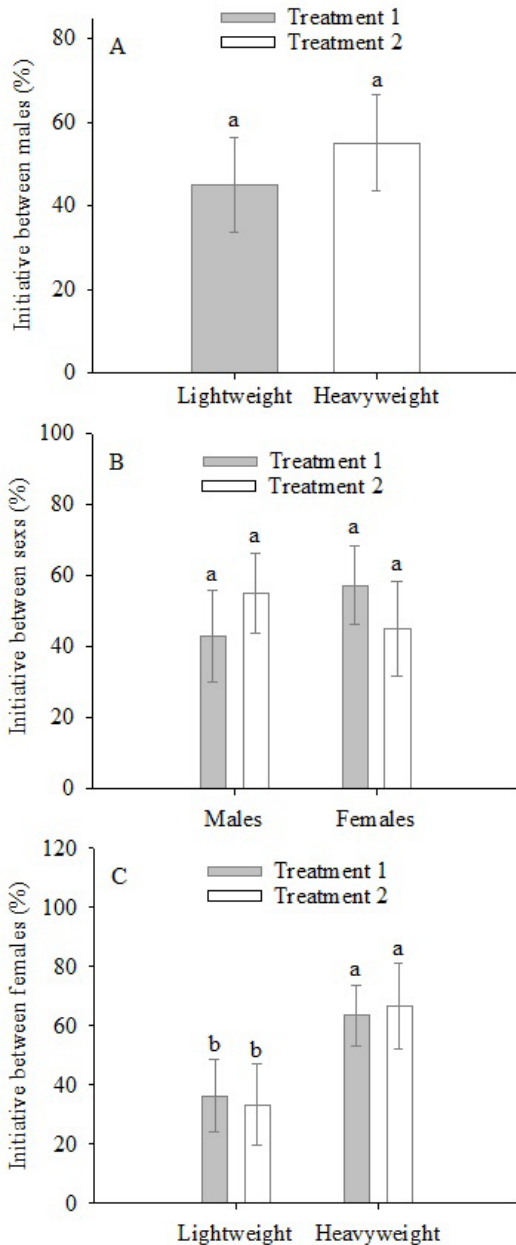 Treatment 1
Treatment 2
A
Initiative between males (%)
80
60
40
20
0
a
a
Lightweight
Heavyweight
B
Treatment 1
Treatment 2
Initiative between sexs (%)
100
80
60
40
20
0
a
a
a
a
Males
Females
C
Treatment 1
Treatment 2
Initiative between females (%)
120
100
80
60
40
20
0
b
b
a
a
Lightweight
Heavyweight